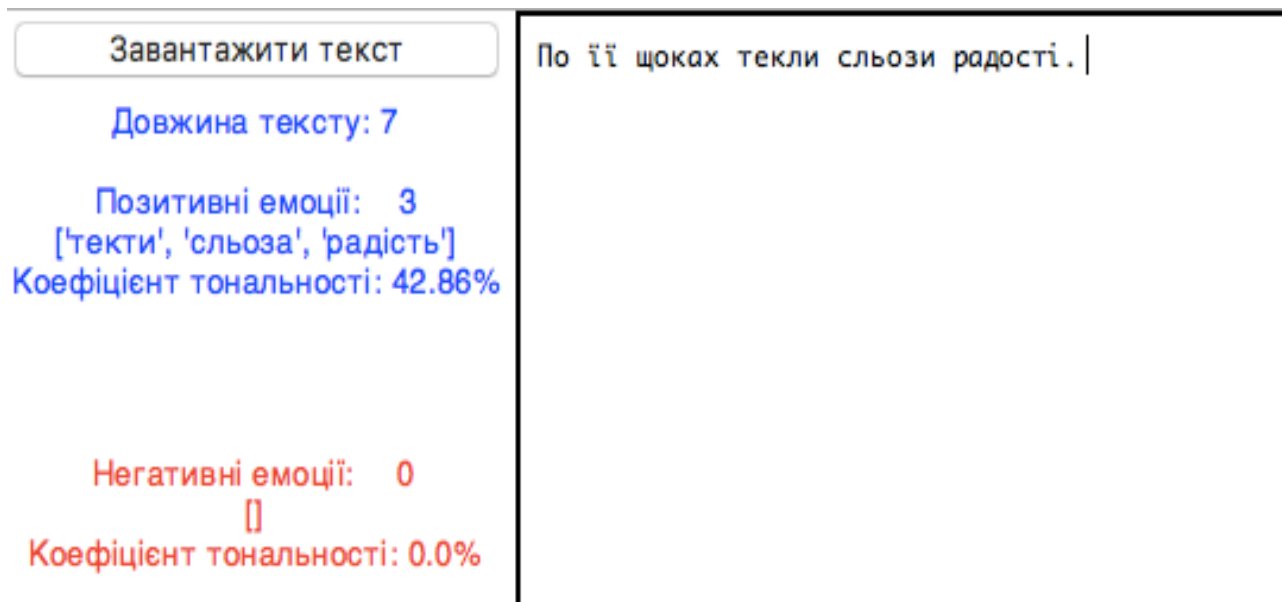 Завантажити текст
Довжина тексту: 7
Позитивні емоції: 3
['текти', 'сльоза', 'радість']
Коефіцієнт тональності: 42.86%
Негативні емоції: 0
[]
Коефіцієнт тональності: 0.0%
По її щоках текли сльози радості.